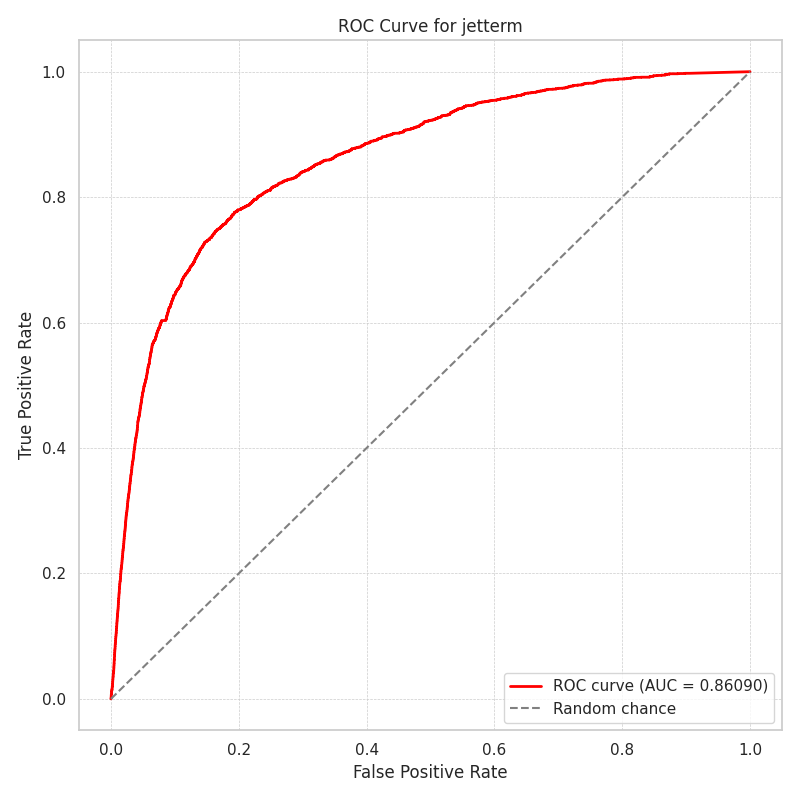 ROC Curve for jetterm
1.0
0.8
0.6
0.4
0.2
0.0
True Positive Rate
0.0 0.2 0.4 0.6 0.8 1.0
False Positive Rate
ROC curve (AUC = 0.86090)
Random chance